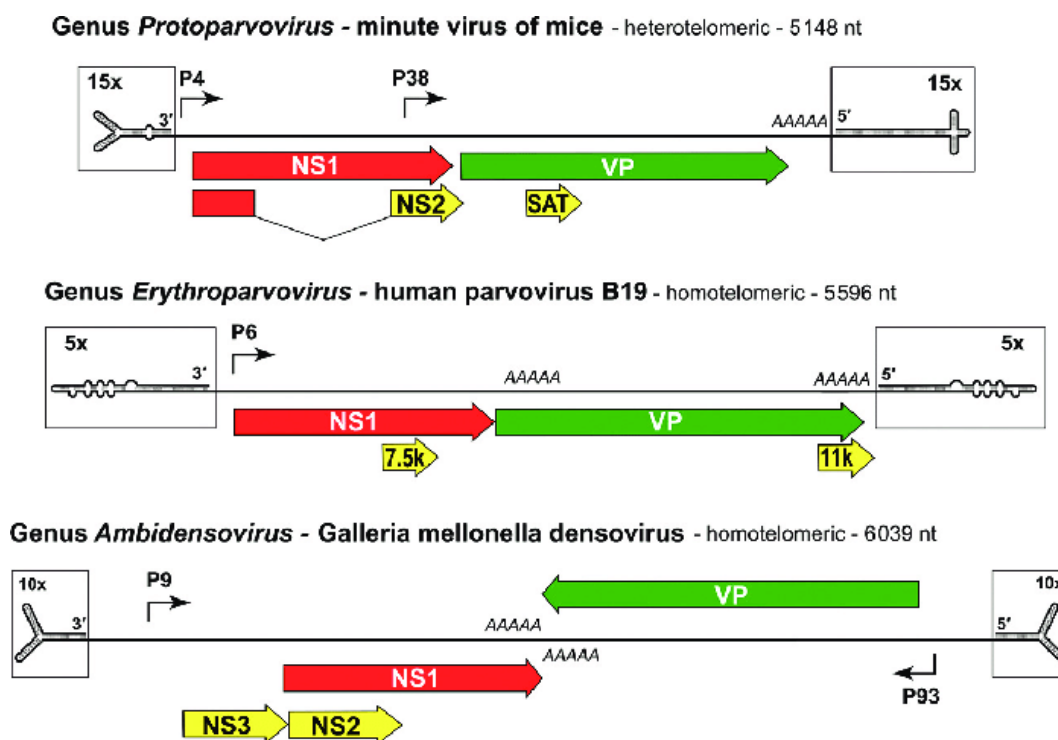 Genus Protoparvovirus - minute virus of mice - heterotelomeric - 5148 nt
15x
P4
P38
15x
3′
AAAAA
5′
NS1
VP
NS2
SAT
Genus Erythroparvovirus - human parvovirus B19 - homotelomeric - 5596 nt
5x
P6
5x
3′
AAAAA
AAAAA
5′
NS1
VP
7.5k
11k
Genus Ambidensovirus - Galleria mellonella densovirus - homotelomeric - 6039 nt
10x
P9
10x
VP
3′
AAAAA
5′
AAAAA
NS1
P93
NS3
NS2